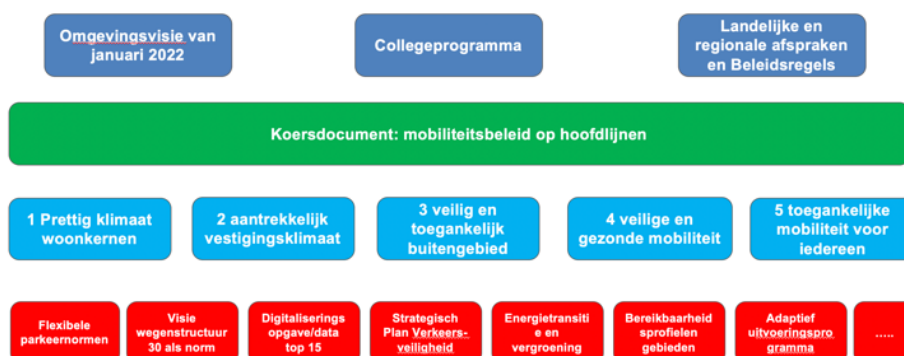 Omgevingsvisie van
januari 2022
Collegeprogramma
Landelijke en
regionale afspraken
en Beleidsregels
Koersdocument: mobiliteitsbeleid op hoofdlijnen
1 Prettig klimaat
woonkernen
2 aantrekkelijk
vestigingsklimaat
3 veilig en
toegankelijk
buitengebied
4 veilige en
gezonde mobiliteit
5 toegankelijke
mobiliteit voor
iedereen
Flexibele
parkeernormen
Visie
wegenstructuur
30 als norm
Digitaliserings
opgave/data
top 15
Strategisch
Plan Verkeers-
veiligheid
Energietransiti
e en
vergroening
Bereikbaarheid
sprofielen
gebieden
Adaptief
uitvoeringspro
gramma
.....